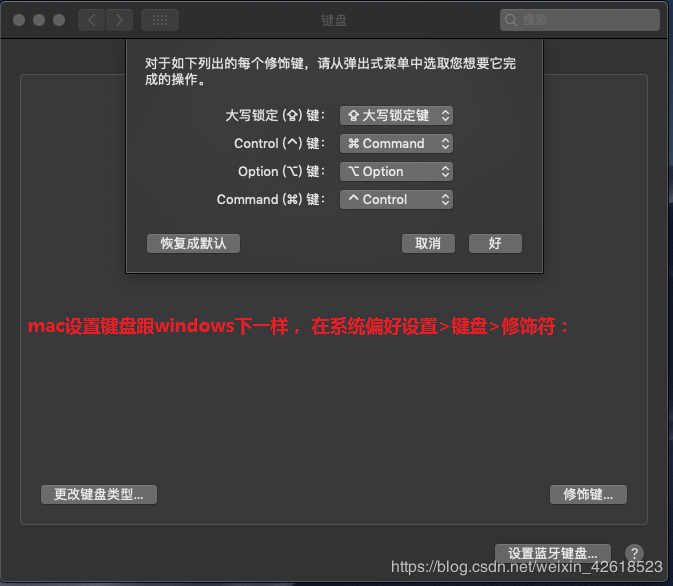 键盘
搜索
对于如下列出的每个修饰键，请从弹出式菜单中选取您想要它完
成的操作。
大写锁定 (⇪) 键： ⇪ 大写锁定键
Control (^) 键： ⌘ Command
Option (⌥) 键： ⌥ Option
Command (⌘) 键： ^ Control
恢复成默认 取消 好
mac设置键盘跟windows下一样 ，在系统偏好设置>键盘>修饰符：
更改键盘类型... 修饰键...
设置蓝牙键盘... ?
https://blog.csdn.net/weixin_42618523